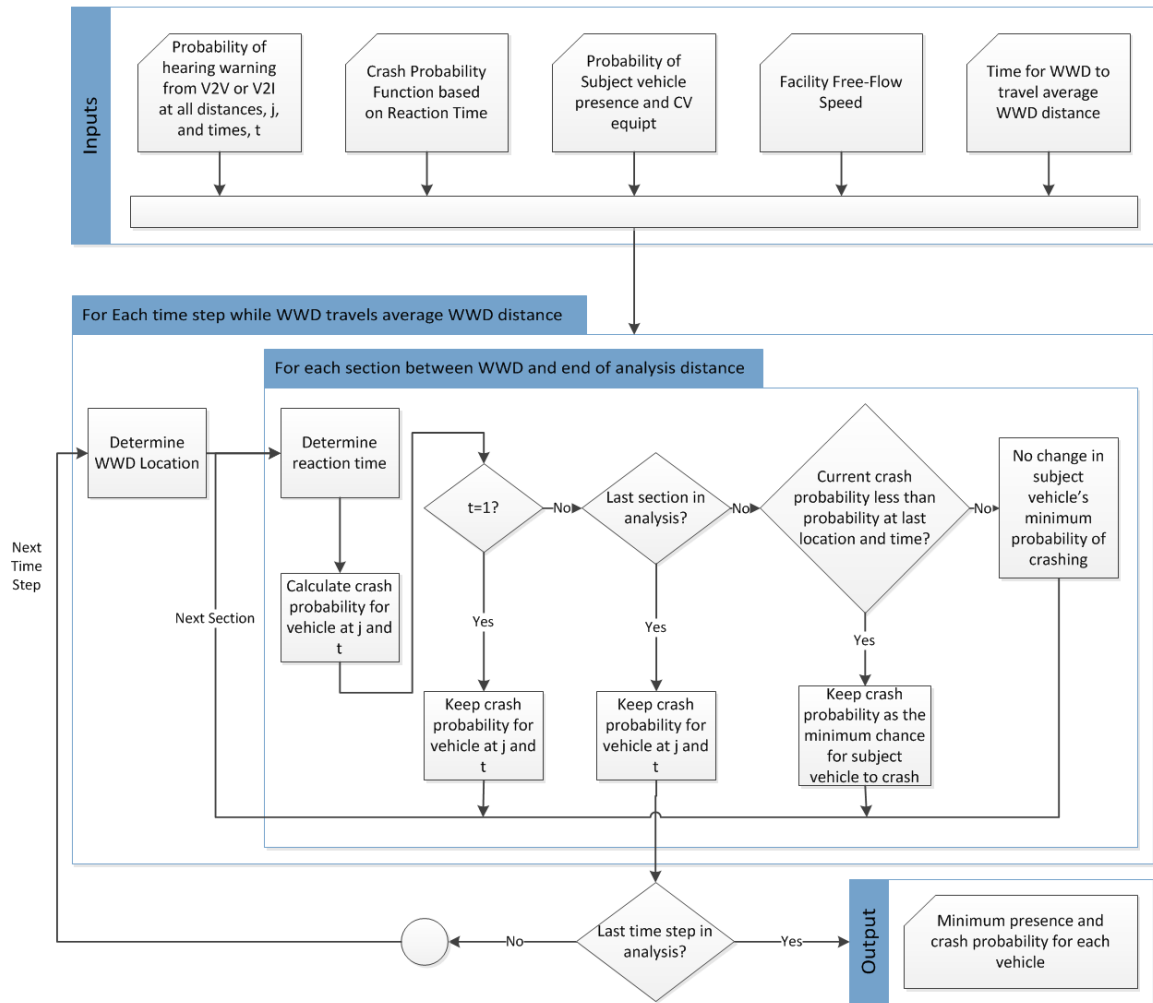 Inputs
Probability of
hearing warning
from V2V or V2I
at all distances, j,
and times, t
Crash Probability
Function based
on Reaction Time
Probability of
Subject vehicle
presence and CV
equipt
Facility Free-Flow
Speed
Time for WWD to
travel average
WWD distance
For Each time step while WWD travels average WWD distance
For each section between WWD and end of analysis distance
Determine
WWD Location
Determine
reaction time
Calculate crash
probability for
vehicle at j and
t
t=1?
No
Last section in
analysis?
No
Current crash
probability less than
probability at last
location and time?
No
No change in
subject
vehicle's
minimum
probability of
crashing
Next
Time
Step
Next Section
Yes
Yes
Yes
Keep crash
probability for
vehicle at j and
t
Keep crash
probability for
vehicle at j and
t
Keep crash
probability as the
minimum chance
for subject
vehicle to crash
Last time step in
analysis?
No
Yes
Output
Minimum presence and
crash probability for each
vehicle